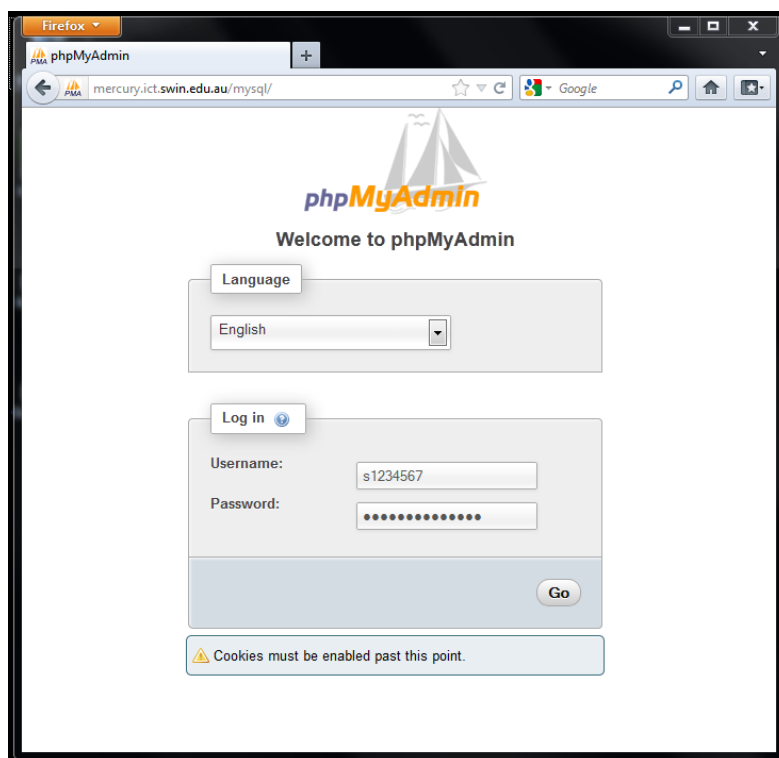 Firefox
phpMyAdmin
PMA mercury.ict.swin.edu.au/mysql/ Google
phpMyAdmin
Welcome to phpMyAdmin
Language
English
Log in
Username: s1234567
Password: ●●●●●●●●●●●●●●
Go
Cookies must be enabled past this point.